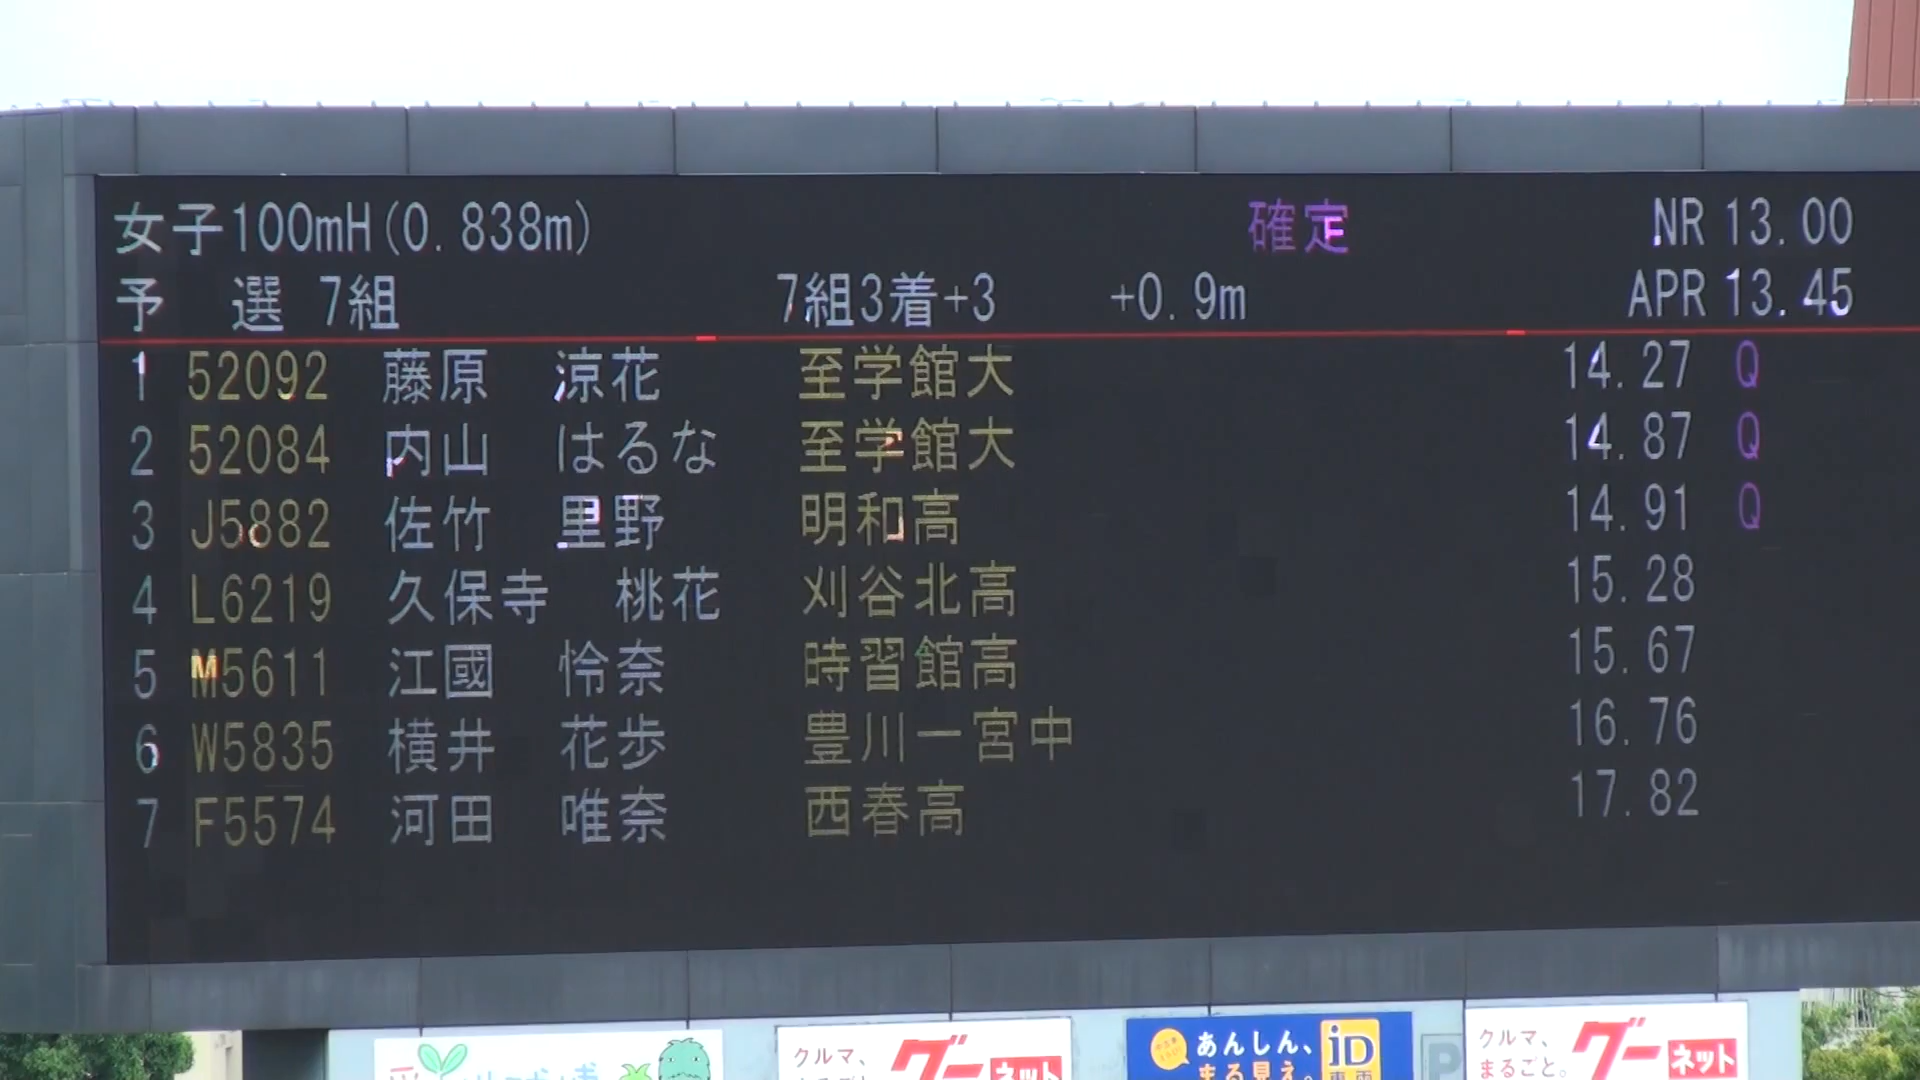 女子100mH(0.838m) 確定 NR 13.00
予 選 7組 7組3着+3 +0.9m APR 13.45
1 52092 藤原 涼花 至学館大 14.27 Q
2 52084 内山 はるな 至学館大 14.87 Q
3 J5882 佐竹 里野 明和高 14.91 Q
4 L6219 久保寺 桃花 刈谷北高 15.28
5 M5611 江國 怜奈 時習館高 15.67
6 W5835 横井 花歩 豊川一宮中 16.76
7 F5574 河田 唯奈 西春高 17.82
クルマ、
グーネット
あんしん、
まる見え。
iD
車両
P
クルマ、
まるごと。
グーネット